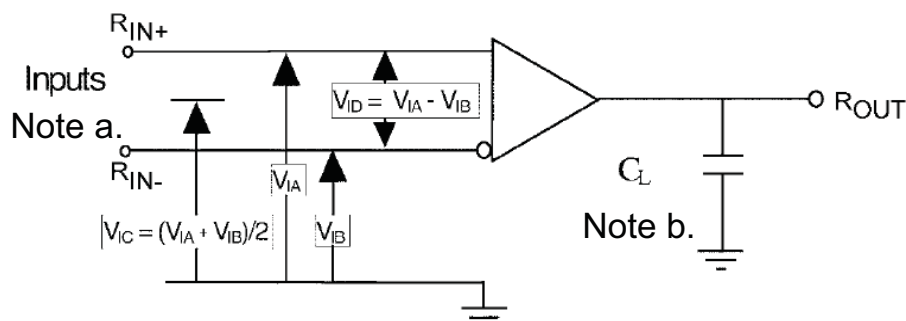 RIN+
Inputs
Note a.
RIN-
VID = VIA - VIB
VIA
VIC = (VIA + VIB)/2
VIB
ROUT
CL
Note b.